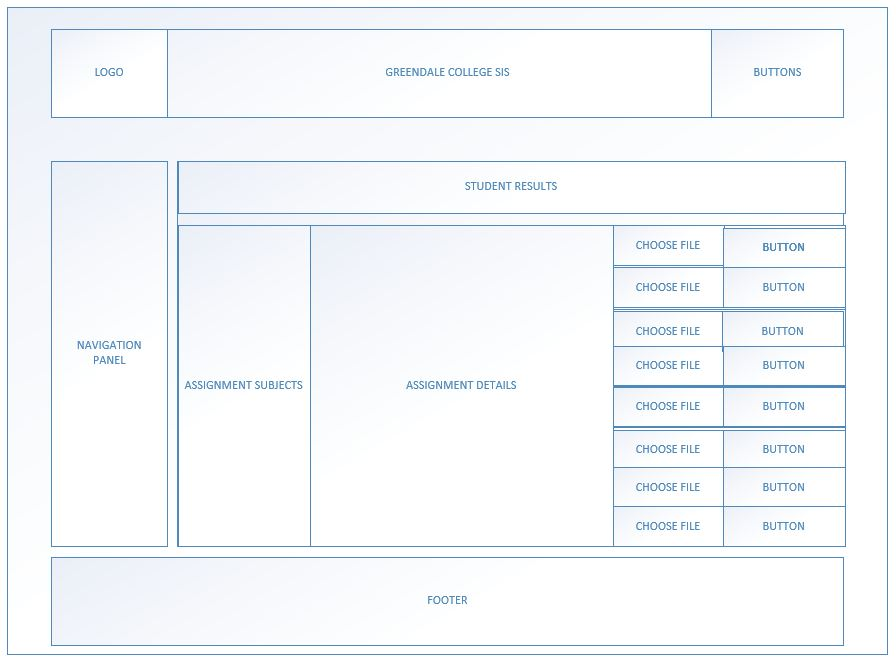 LOGO
GREENDALE COLLEGE SIS
BUTTONS
STUDENT RESULTS
NAVIGATION
PANEL
ASSIGNMENT SUBJECTS
ASSIGNMENT DETAILS
CHOOSE FILE
BUTTON
CHOOSE FILE
BUTTON
CHOOSE FILE
BUTTON
CHOOSE FILE
BUTTON
CHOOSE FILE
BUTTON
CHOOSE FILE
BUTTON
CHOOSE FILE
BUTTON
CHOOSE FILE
BUTTON
FOOTER